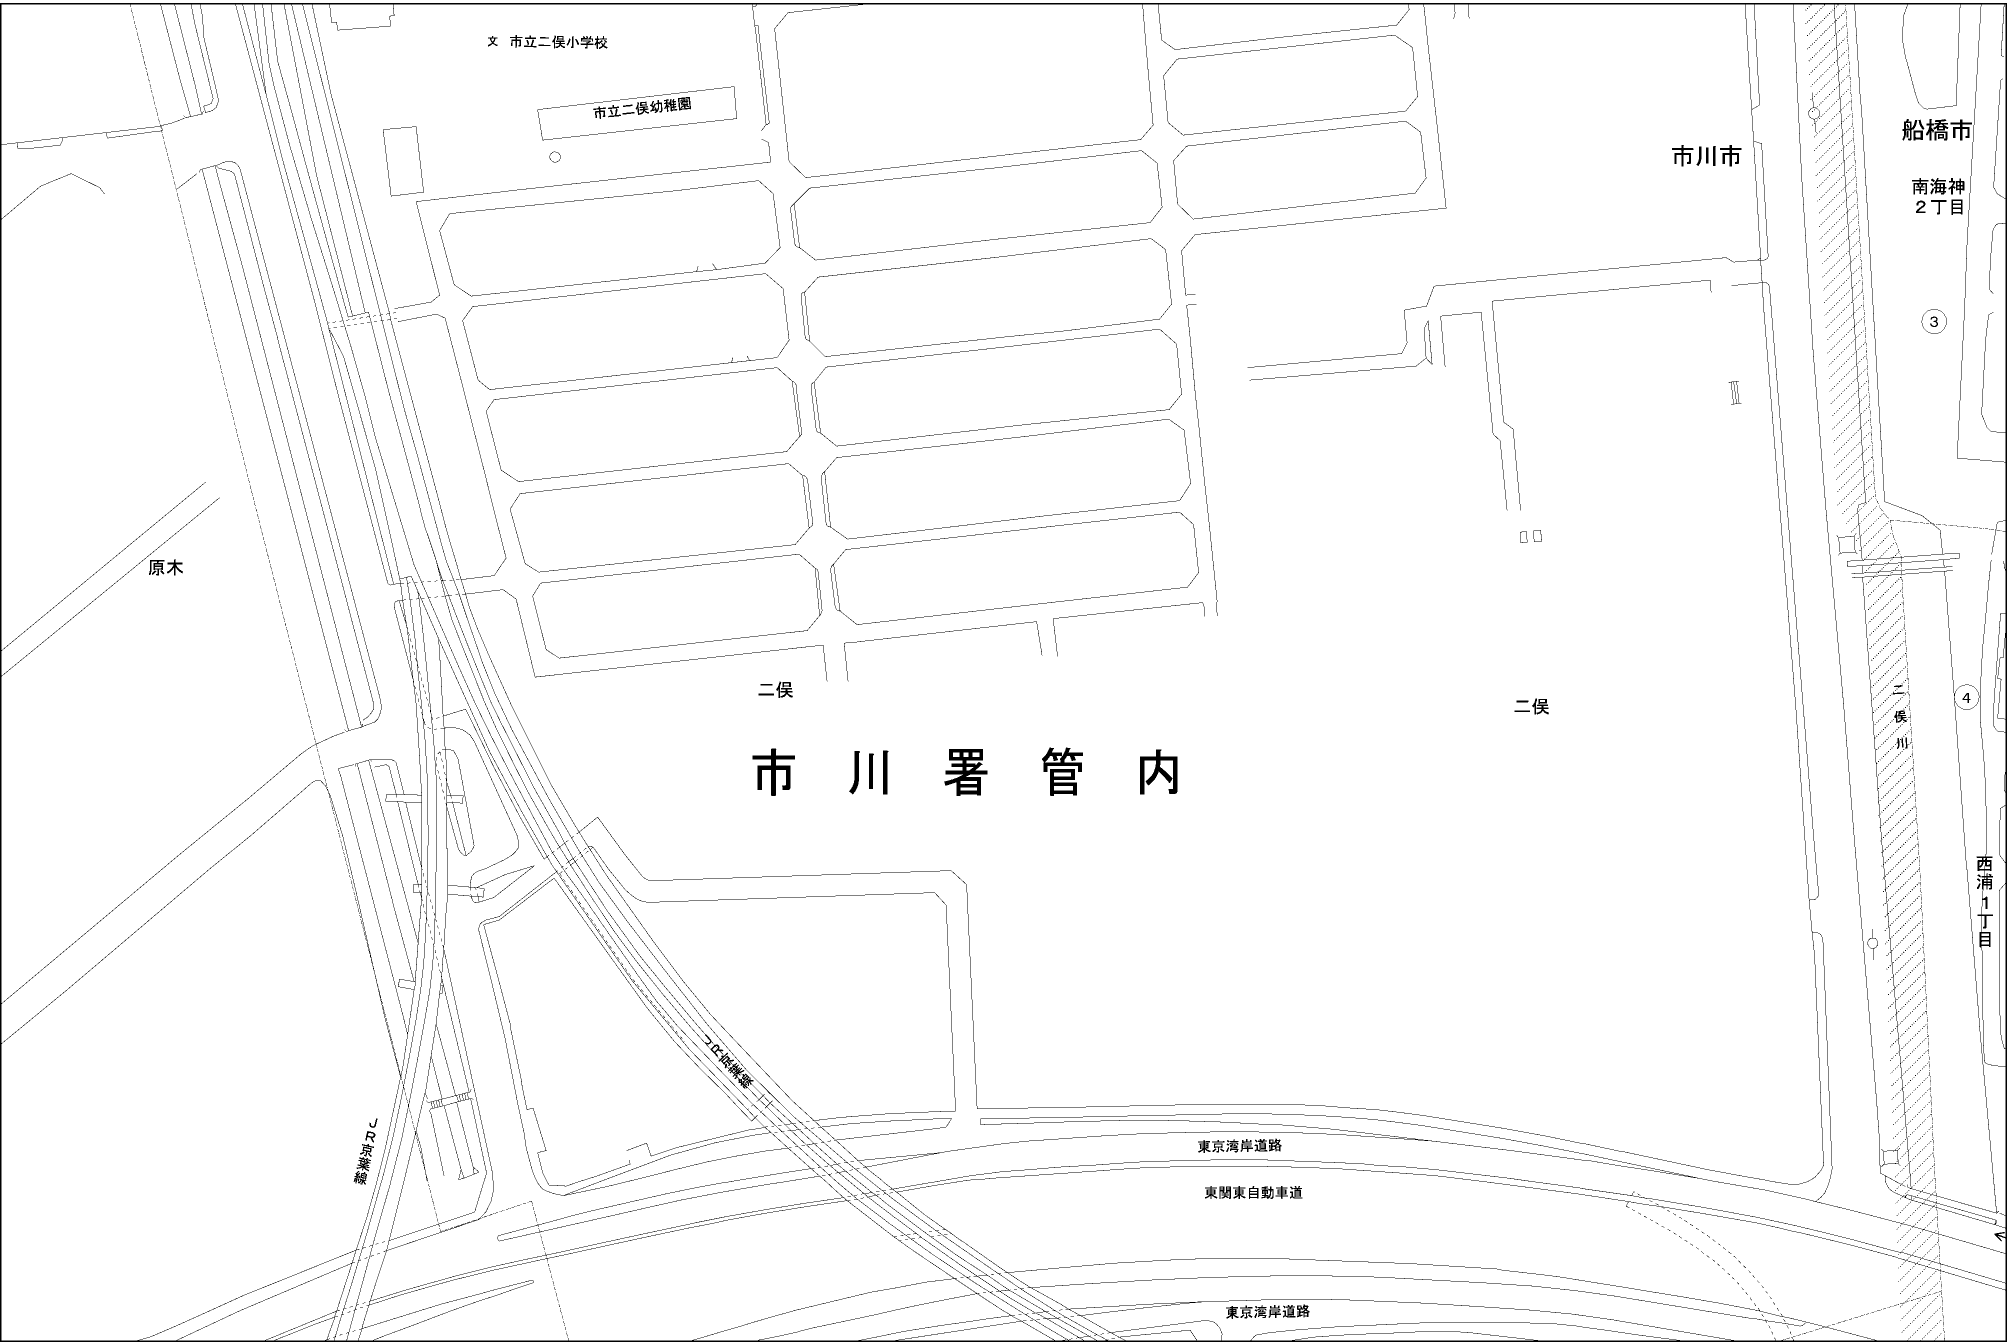 文 市立二俣小学校
市立二俣幼稚園
船橋市
市川市
南海神
2丁目
3
原木
二俣
二俣
4
二俣川
市川署管内
西浦1丁目
JR京葉線
JR京葉線
東京湾岸道路
東関東自動車道
東京湾岸道路